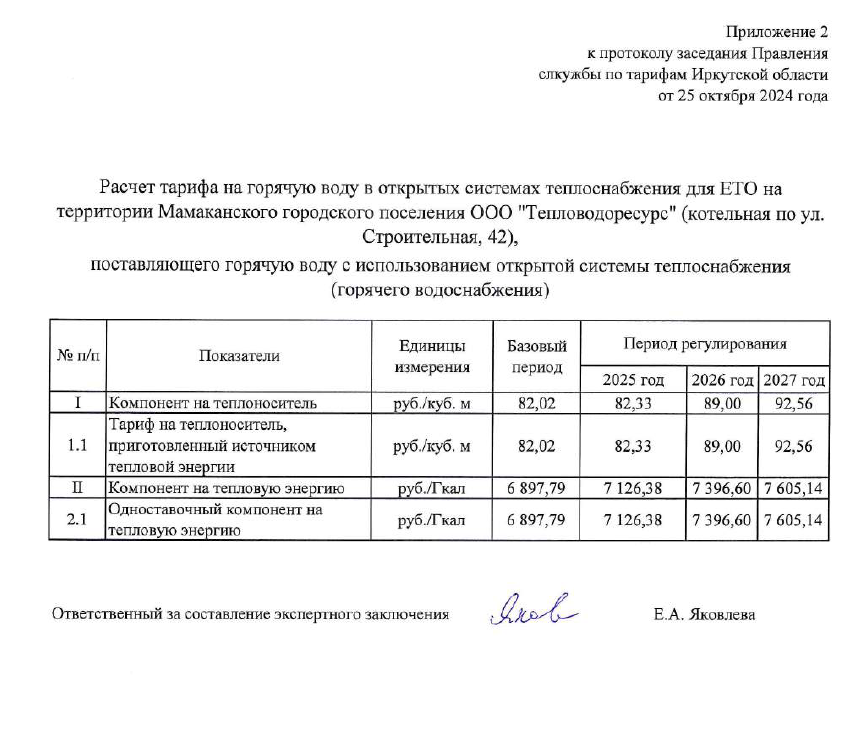 Приложение 2
к протоколу заседания Правления
слкужбы по тарифам Иркутской области
от 25 октября 2024 года
Расчет тарифа на горячую воду в открытых системах теплоснабжения для ЕТО на
территории Мамаканского городского поселения ООО "Тепловодоресурс" (котельная по ул.
Строительная, 42),
поставляющего горячую воду с использованием открытой системы теплоснабжения
(горячего водоснабжения)
№ п/п Показатели Единицы измерения Базовый период Период регулирования
2025 год 2026 год 2027 год
I Компонент на теплоноситель руб./куб. м 82,02 82,33 89,00 92,56
1.1 Тариф на теплоноситель, приготовленный источником тепловой энергии руб./куб. м 82,02 82,33 89,00 92,56
II Компонент на тепловую энергию руб./Гкал 6 897,79 7 126,38 7 396,60 7 605,14
2.1 Одноставочный компонент на тепловую энергию руб./Гкал 6 897,79 7 126,38 7 396,60 7 605,14
Ответственный за составление экспертного заключения Яков Е.А. Яковлева